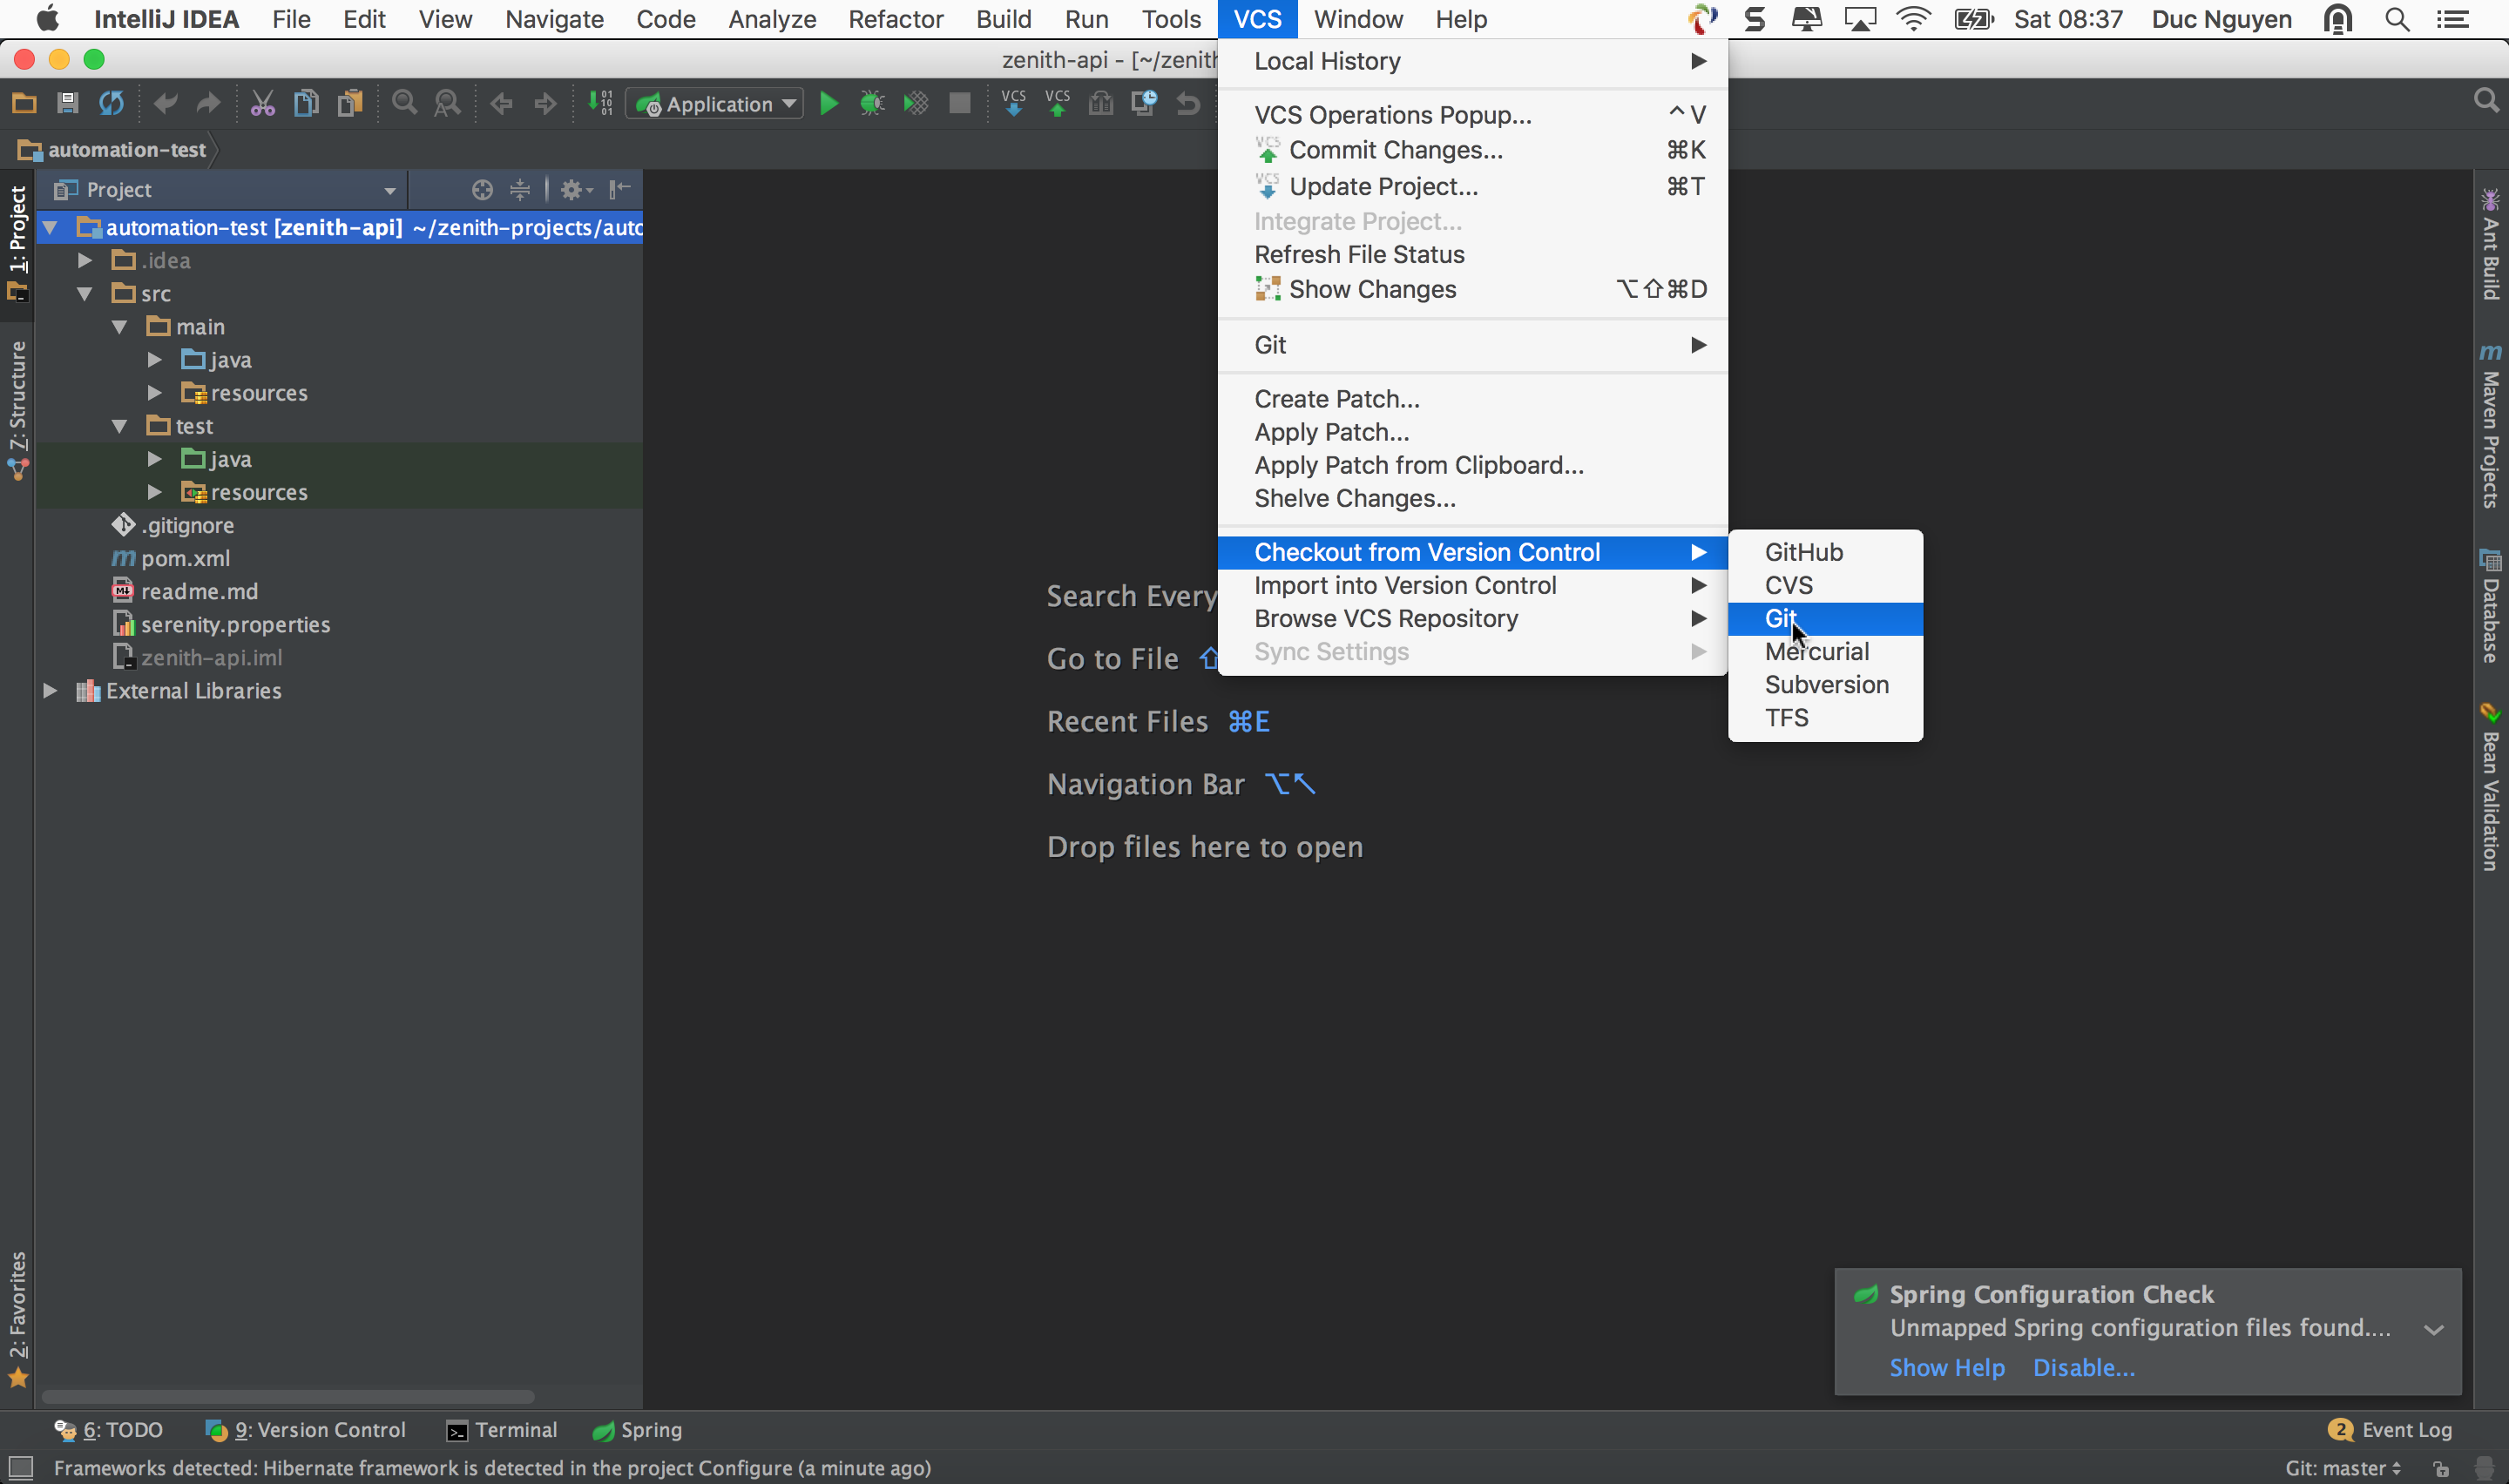 IntelliJ IDEA File Edit View Navigate Code Analyze Refactor Build Run Tools VCS Window Help Sat 08:37 Duc Nguyen
zenith-api - [~/zenith
Application
VCS VCS
automation-test
Project
automation-test [zenith-api] ~/zenith-projects/auto
.idea
src
main
java
resources
test
java
resources
.gitignore
pom.xml
readme.md
serenity.properties
zenith-api.iml
External Libraries
1: Project
7: Structure
2: Favorites
Local History
VCS Operations Popup... ^ V
Commit Changes... ⌘K
Update Project... ⌘T
Integrate Project...
Refresh File Status
Show Changes ⌥⇧⌘D
Git
Create Patch...
Apply Patch...
Apply Patch from Clipboard...
Shelve Changes...
Checkout from Version Control
Import into Version Control
Browse VCS Repository
Sync Settings
GitHub
CVS
Git
Mercurial
Subversion
TFS
Search Every
Go to File ⇧
Recent Files ⌘E
Navigation Bar ⌥↖
Drop files here to open
Ant Build
Maven Projects
Database
Bean Validation
Spring Configuration Check
Unmapped Spring configuration files found....
Show Help Disable...
6: TODO 9: Version Control Terminal Spring 2 Event Log
Frameworks detected: Hibernate framework is detected in the project Configure (a minute ago) Git: master